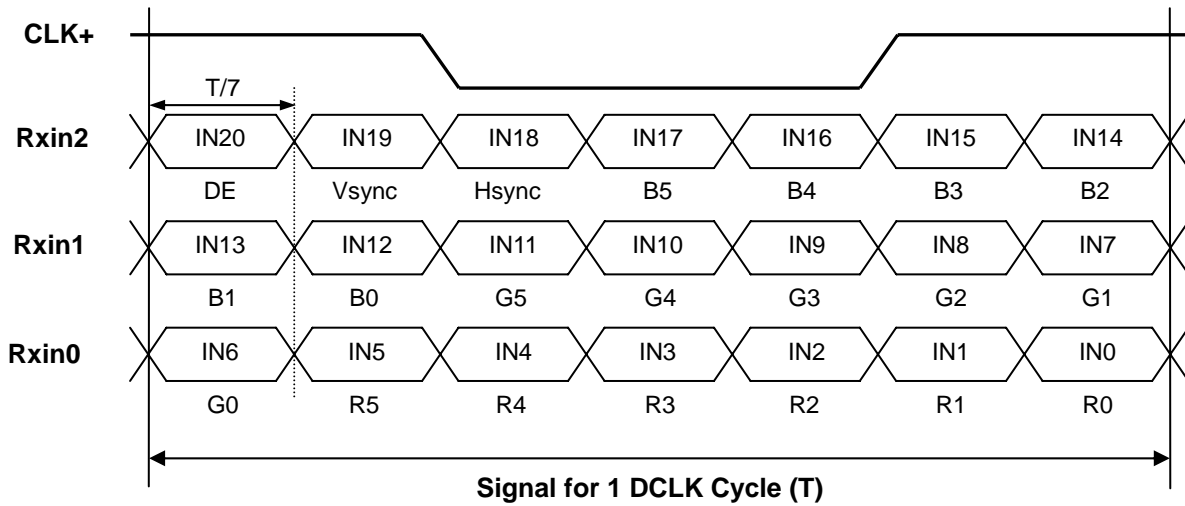 CLK+
T/7
Rxin2 IN20 IN19 IN18 IN17 IN16 IN15 IN14
DE Vsync Hsync B5 B4 B3 B2
Rxin1 IN13 IN12 IN11 IN10 IN9 IN8 IN7
B1 B0 G5 G4 G3 G2 G1
Rxin0 IN6 IN5 IN4 IN3 IN2 IN1 IN0
G0 R5 R4 R3 R2 R1 R0
Signal for 1 DCLK Cycle (T)